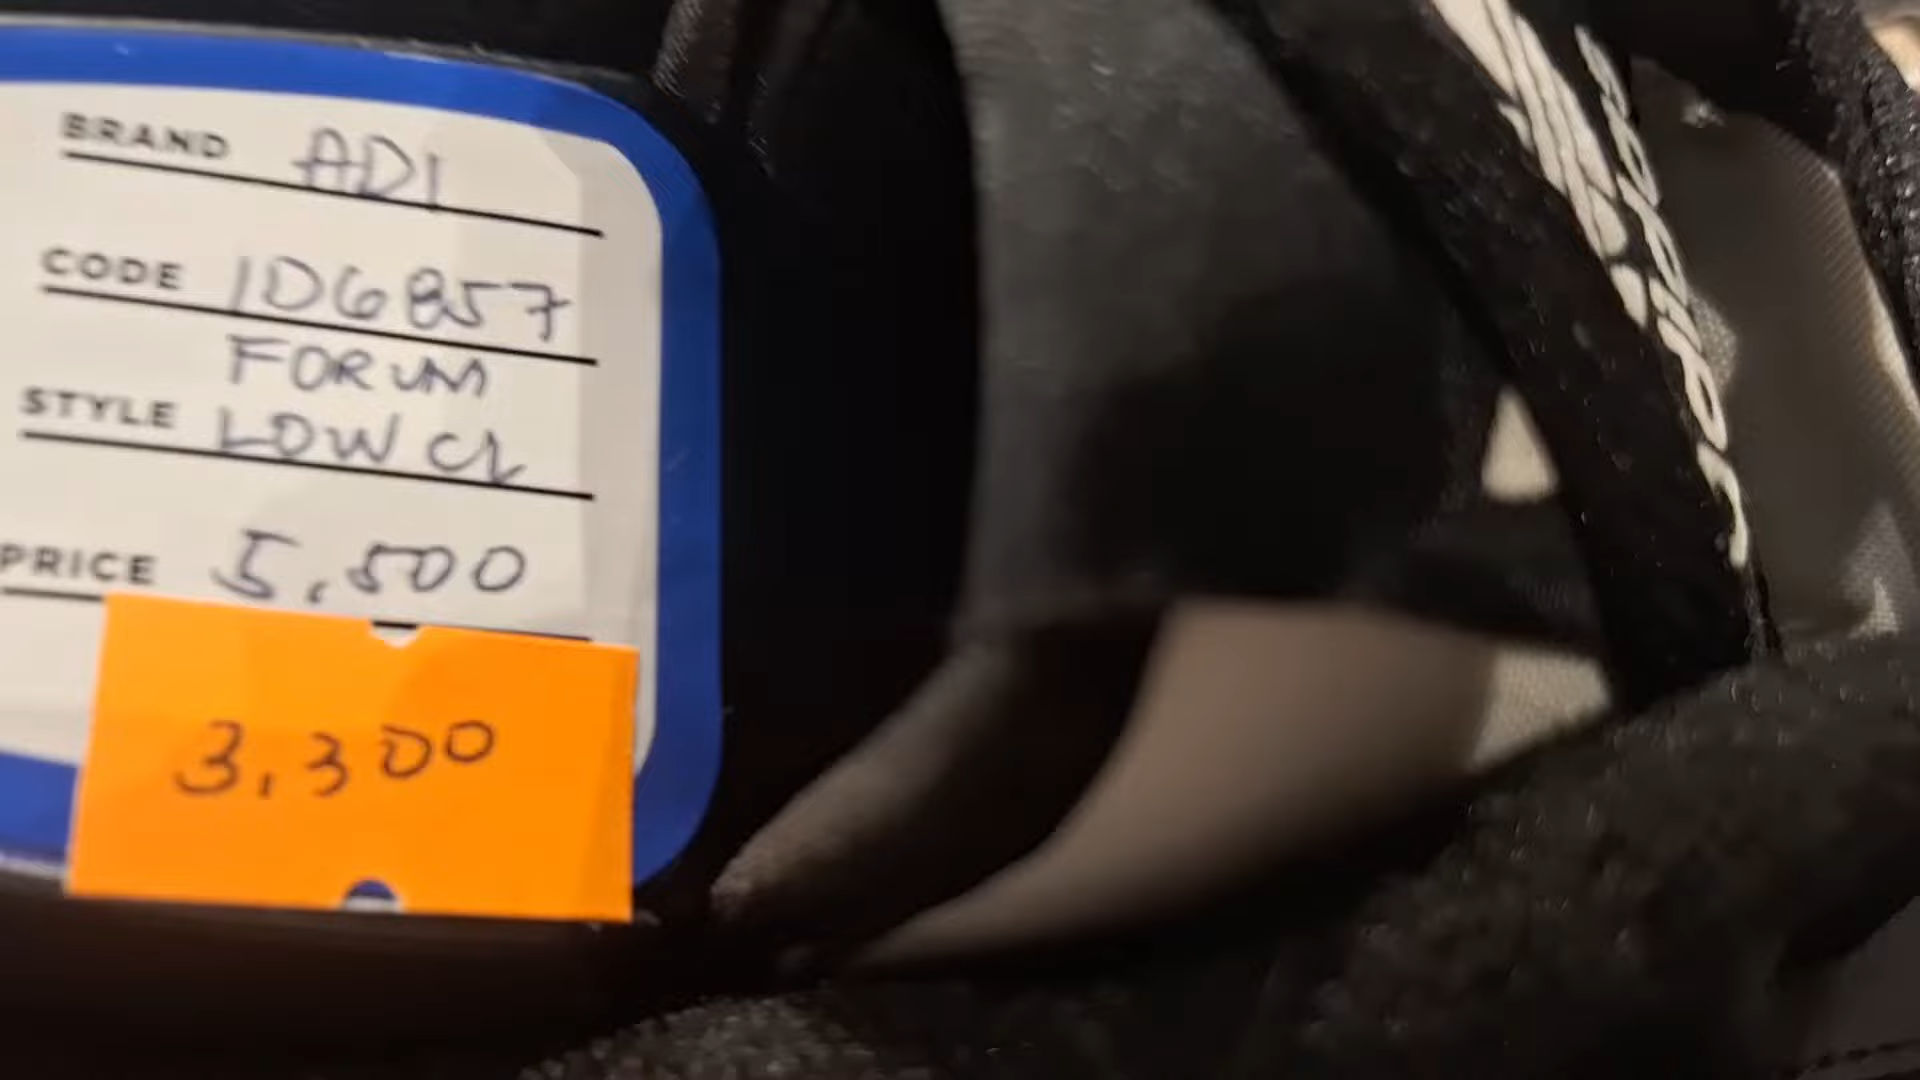 BRAND ADI
CODE ID6857
FORUM
STYLE LOW CL
PRICE 5,500
3,300